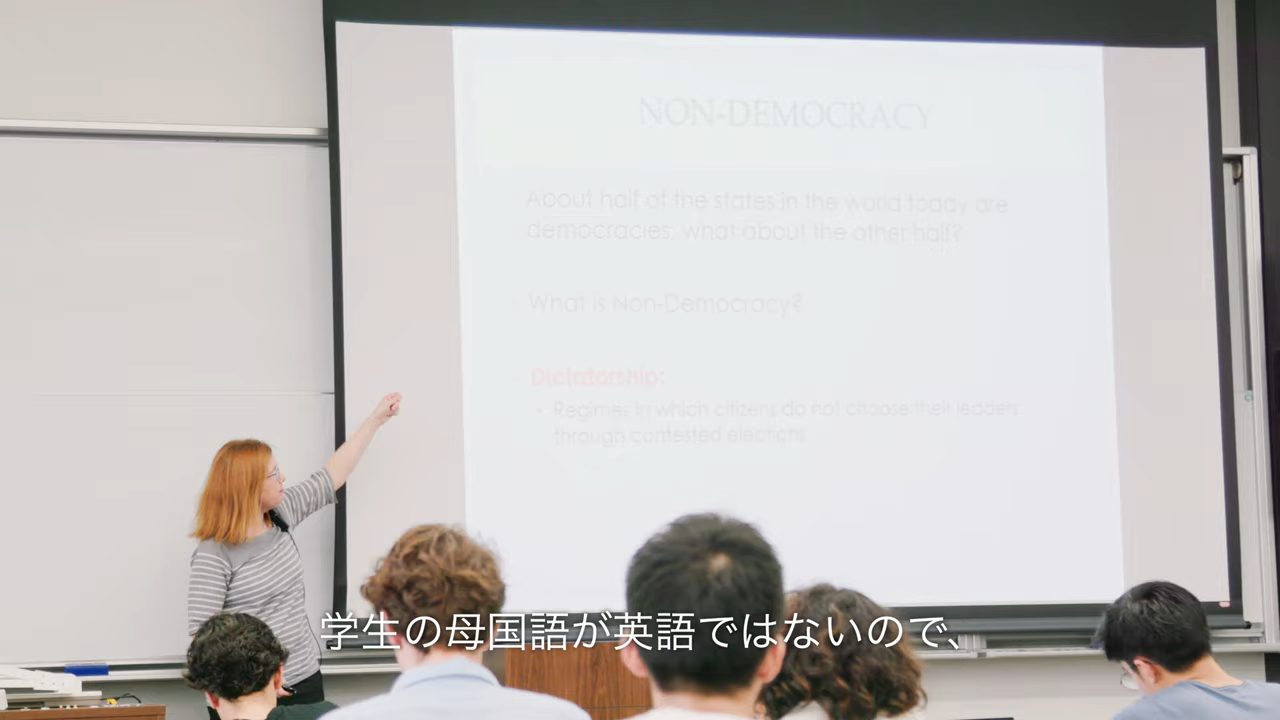 NON-DEMOCRACY
About half of the states in the world today are
democracies, what about the other half?
What is Non-Democracy?
Dictatorship:
- Regimes in which citizens do not choose their leaders
through contested elections
学生の母国語が英語ではないので、